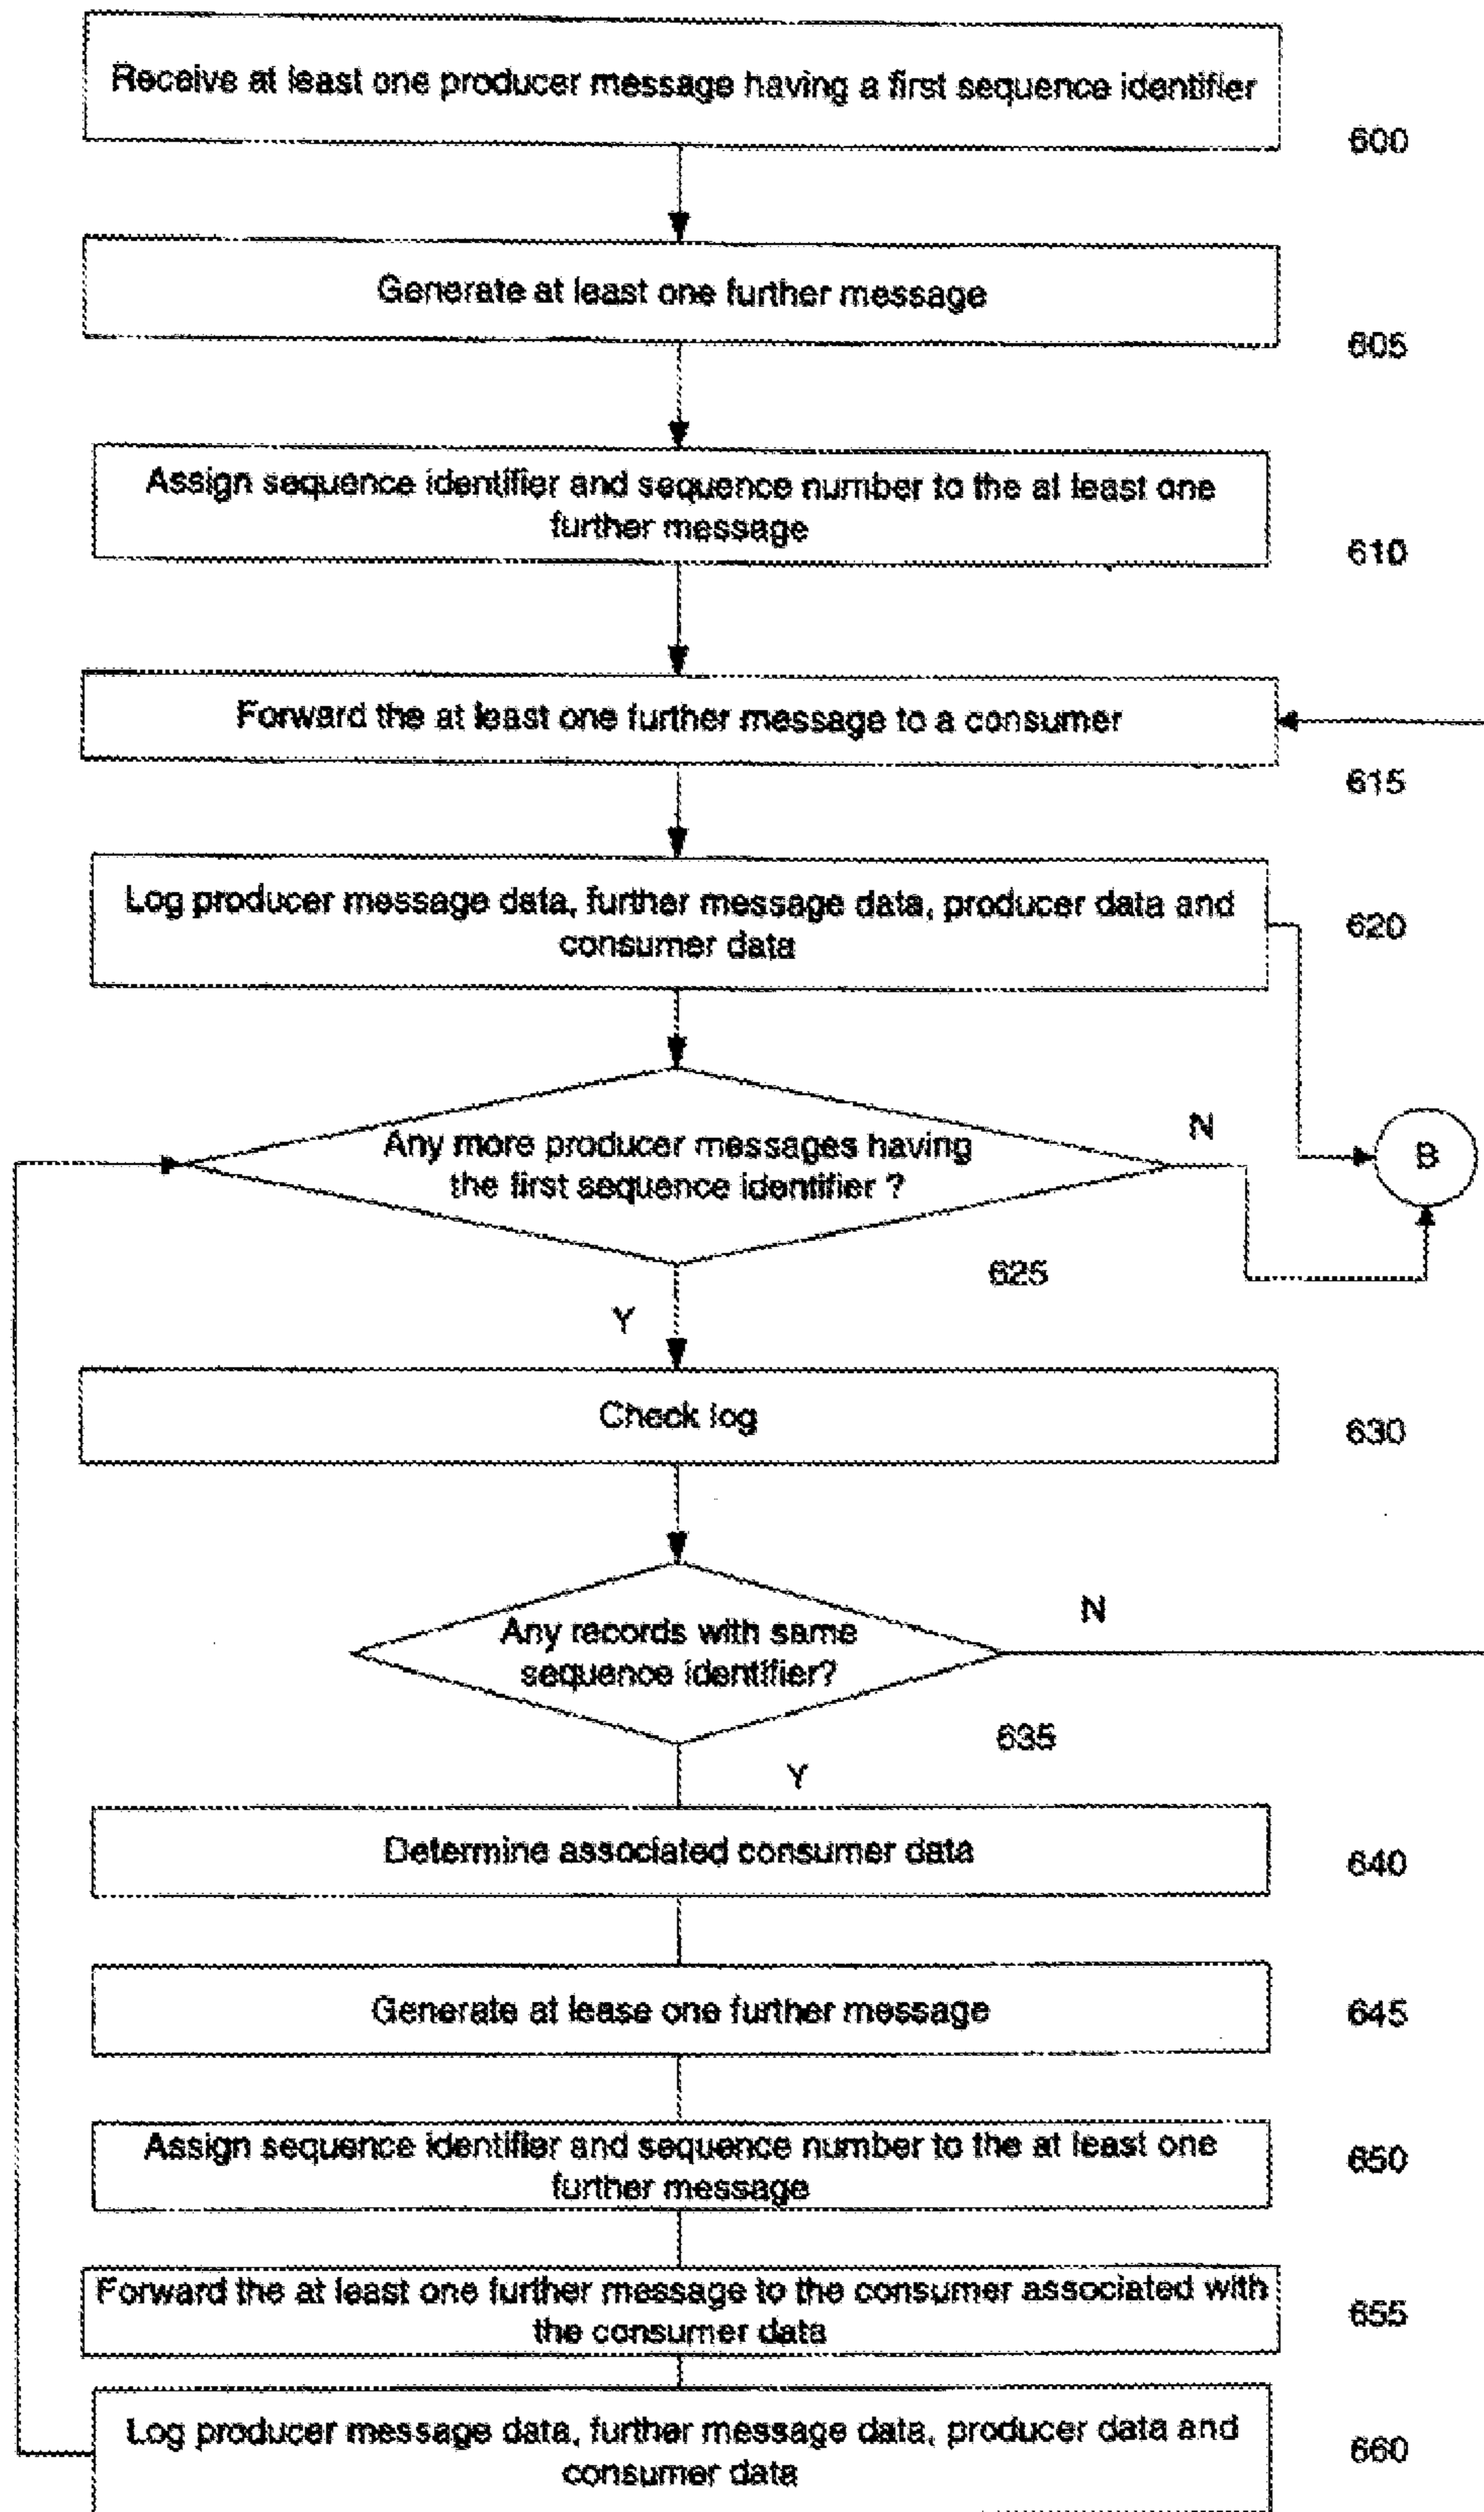 Receive at least one producer message having a first sequence identifier
600
Generate at least one further message
605
Assign sequence identifier and sequence number to the at least one
further message
610
Forward the at least one further message to a consumer
615
Log producer message data, further message data, producer data and
consumer data
620
Any more producer messages having
the first sequence identifier ?
N
B
625
Y
Check log
630
Any records with same
sequence identifier?
N
635
Y
Determine associated consumer data
640
Generate at lease one further message
645
Assign sequence identifier and sequence number to the at least one
further message
650
Forward the at least one further message to the consumer associated with
the consumer data
655
Log producer message data, further message data, producer data and
consumer data
660